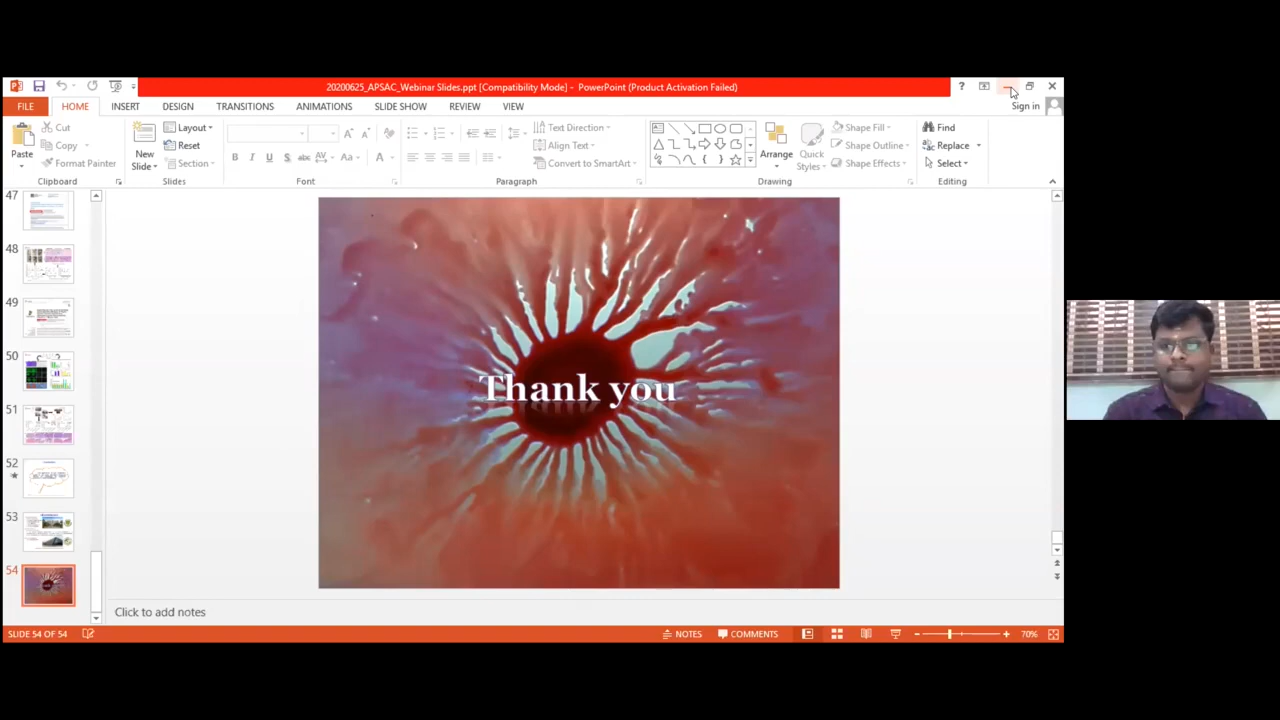 20200625_APSAC_Webinar Slides.ppt [Compatibility Mode] - PowerPoint (Product Activation Failed)
?
FILE HOME INSERT DESIGN TRANSITIONS ANIMATIONS SLIDE SHOW REVIEW VIEW Sign in
Paste
Cut
Copy
Format Painter
Clipboard
New Slide
Layout
Reset
Section
Slides
B I U S abc AV Aa A
Font
Text Direction
Align Text
Convert to SmartArt
Paragraph
Arrange
Quick Styles
Shape Fill
Shape Outline
Shape Effects
Drawing
Find
Replace
Select
Editing
47
48
49
50
51
52
53
54
Thank you
Click to add notes
SLIDE 54 OF 54 NOTES COMMENTS 70%